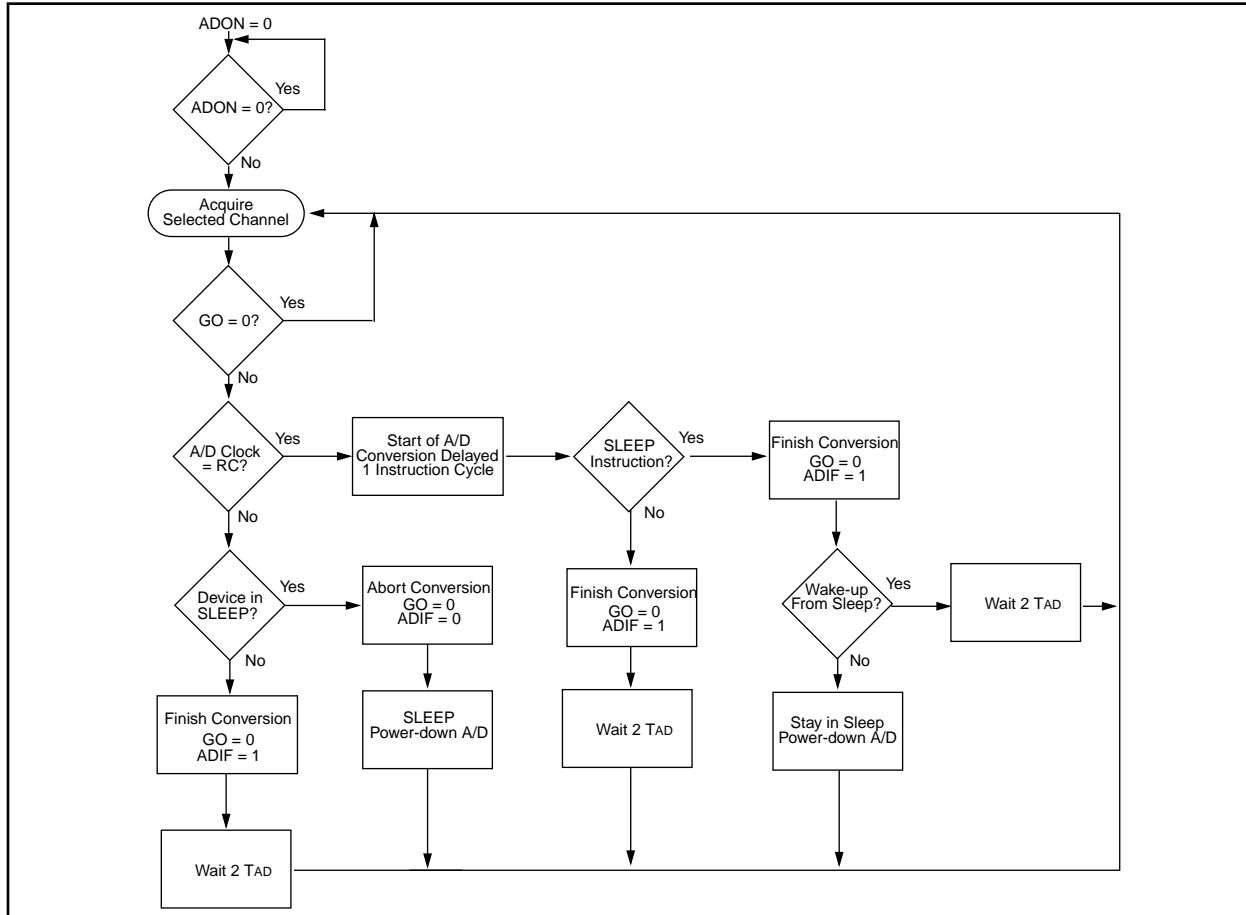 ADON = 0
Yes
ADON = 0?
No
Acquire
Selected Channel
Yes
GO = 0?
No
A/D Clock
= RC?
Yes
Start of A/D
Conversion Delayed
1 Instruction Cycle
SLEEP
Instruction?
Yes
Finish Conversion
GO = 0
ADIF = 1
No
No
Device in
SLEEP?
Yes
Abort Conversion
GO = 0
ADIF = 0
Finish Conversion
GO = 0
ADIF = 1
Wake-up
From Sleep?
Yes
Wait 2 TAD
No
No
Finish Conversion
GO = 0
ADIF = 1
SLEEP
Power-down A/D
Wait 2 TAD
Stay in Sleep
Power-down A/D
Wait 2 TAD